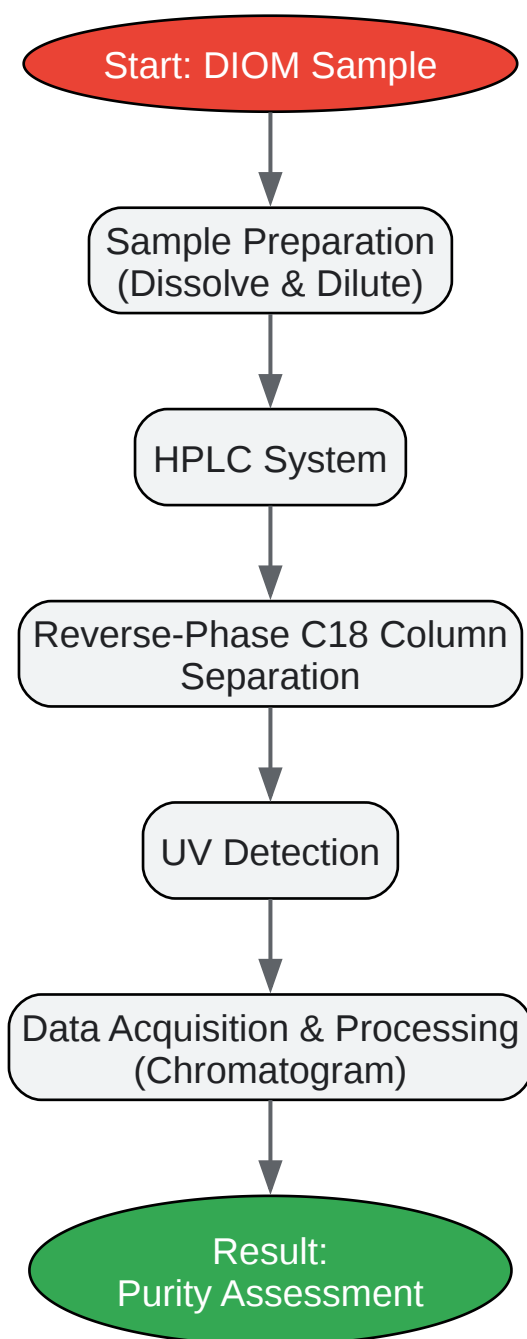 Start: DIOM Sample
Sample Preparation
(Dissolve & Dilute)
HPLC System
Reverse-Phase C18 Column
Separation
UV Detection
Data Acquisition & Processing
(Chromatogram)
Result:
Purity Assessment